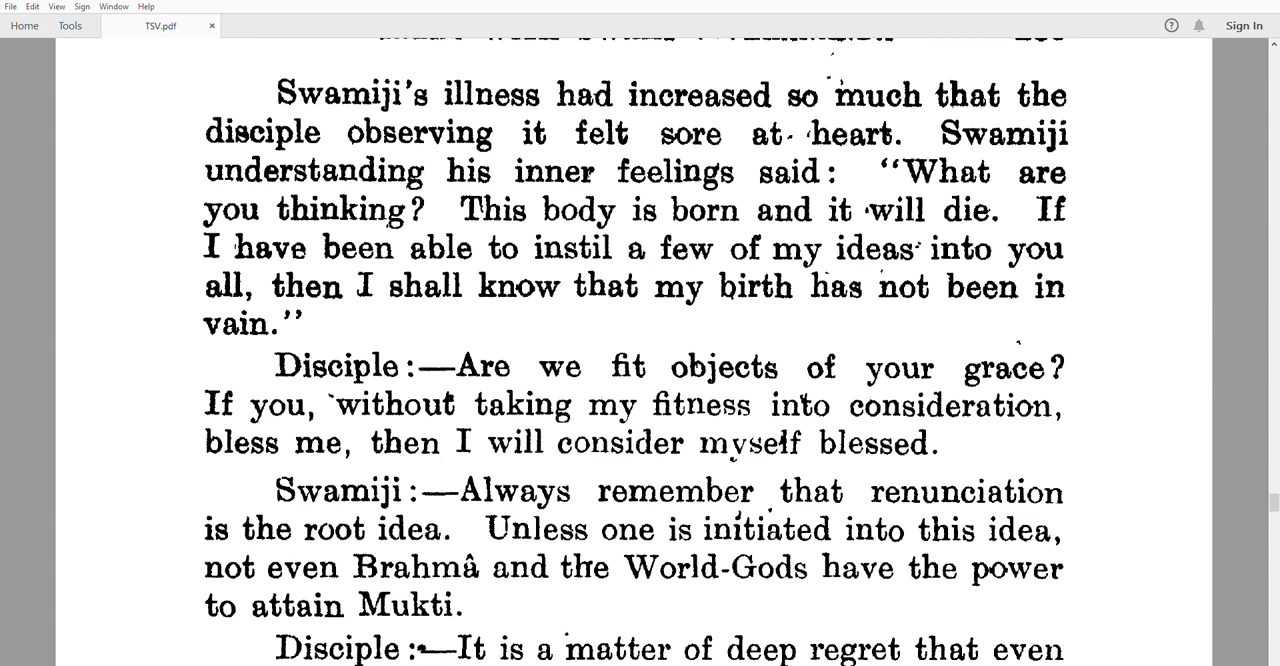 File Edit View Sign Window Help
Home Tools TSV.pdf × ? Sign In
Swamiji's illness had increased so much that the
disciple observing it felt sore at heart. Swamiji
understanding his inner feelings said: "What are
you thinking? This body is born and it will die. If
I have been able to instil a few of my ideas into you
all, then I shall know that my birth has not been in
vain."
Disciple:—Are we fit objects of your grace?
If you, without taking my fitness into consideration,
bless me, then I will consider myself blessed.
Swamiji:—Always remember that renunciation
is the root idea. Unless one is initiated into this idea,
not even Brahmâ and the World-Gods have the power
to attain Mukti.
Disciple:—It is a matter of deep regret that even